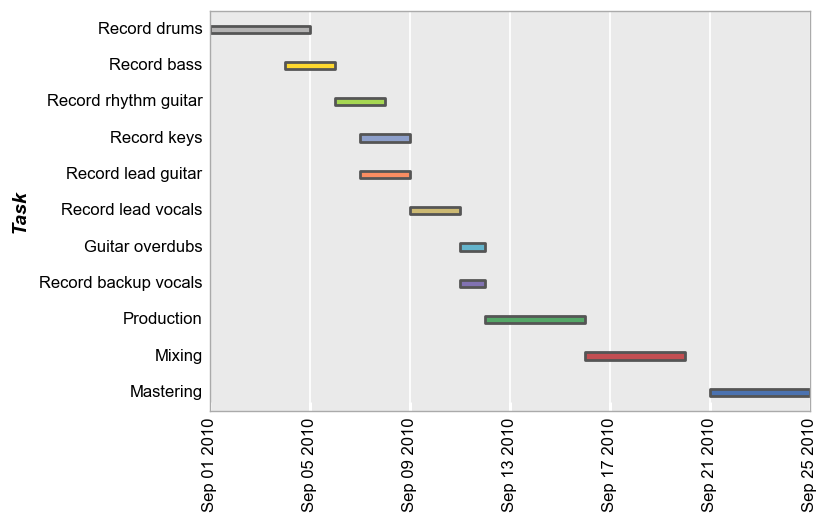 Record drums
Record bass
Record rhythm guitar
Record keys
Record lead guitar
Record lead vocals
Guitar overdubs
Record backup vocals
Production
Mixing
Mastering
Task
Sep 01 2010
Sep 05 2010
Sep 09 2010
Sep 13 2010
Sep 17 2010
Sep 21 2010
Sep 25 2010